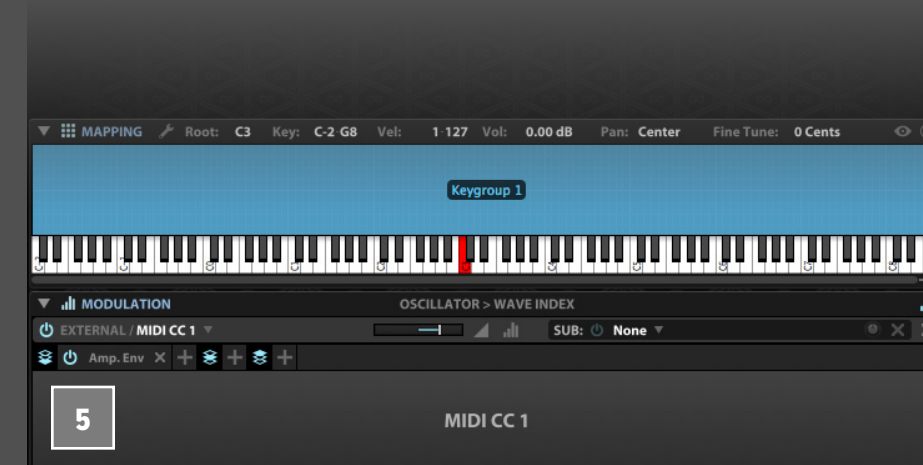 MAPPING Root: C3 Key: C-2 G8 Vel: 1 127 Vol: 0.00 dB Pan: Center Fine Tune: 0 Cents
Keygroup 1
MODULATION OSCILLATOR > WAVE INDEX
EXTERNAL / MIDI CC 1 SUB: None
Amp. Env
5 MIDI CC 1